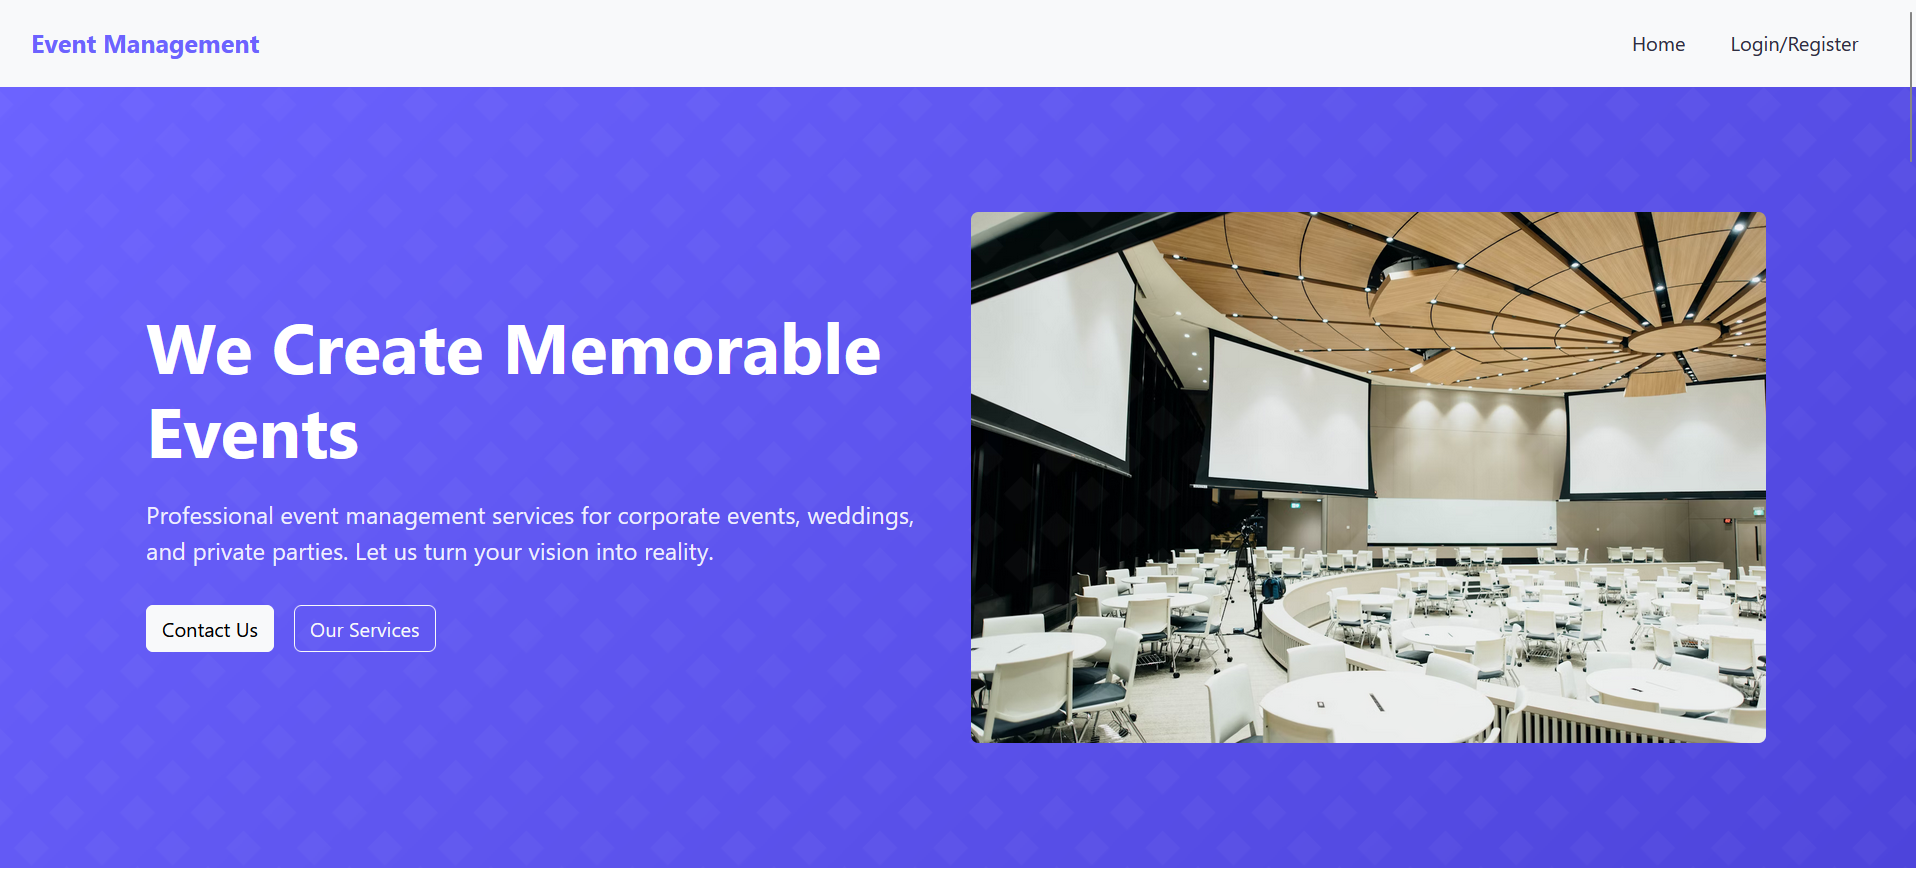 Event Management
Home
Login/Register
We Create Memorable
Events
Professional event management services for corporate events, weddings,
and private parties. Let us turn your vision into reality.
Contact Us
Our Services